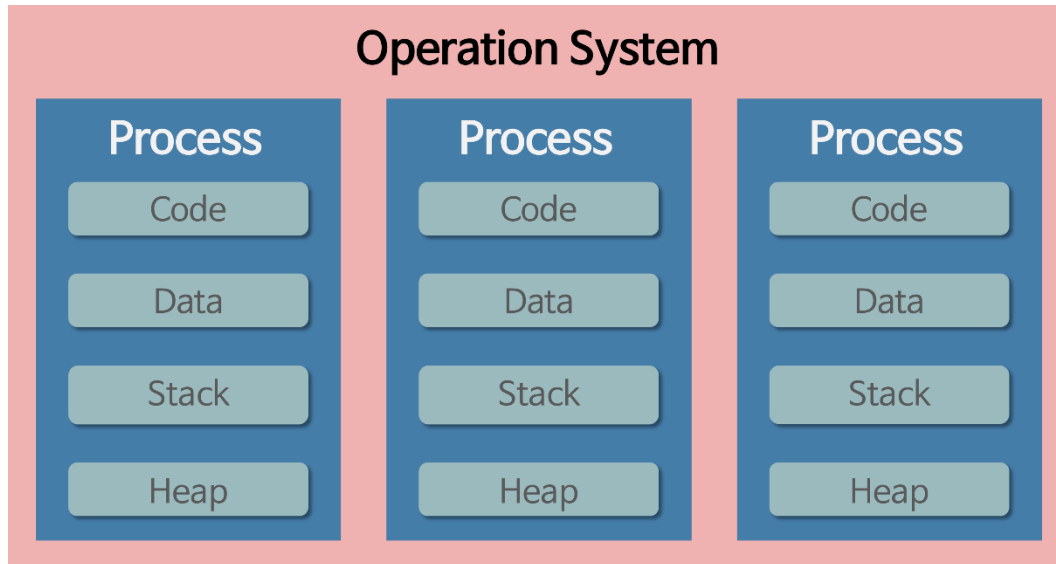 Operation System
Process
Code
Data
Stack
Heap
Process
Code
Data
Stack
Heap
Process
Code
Data
Stack
Heap